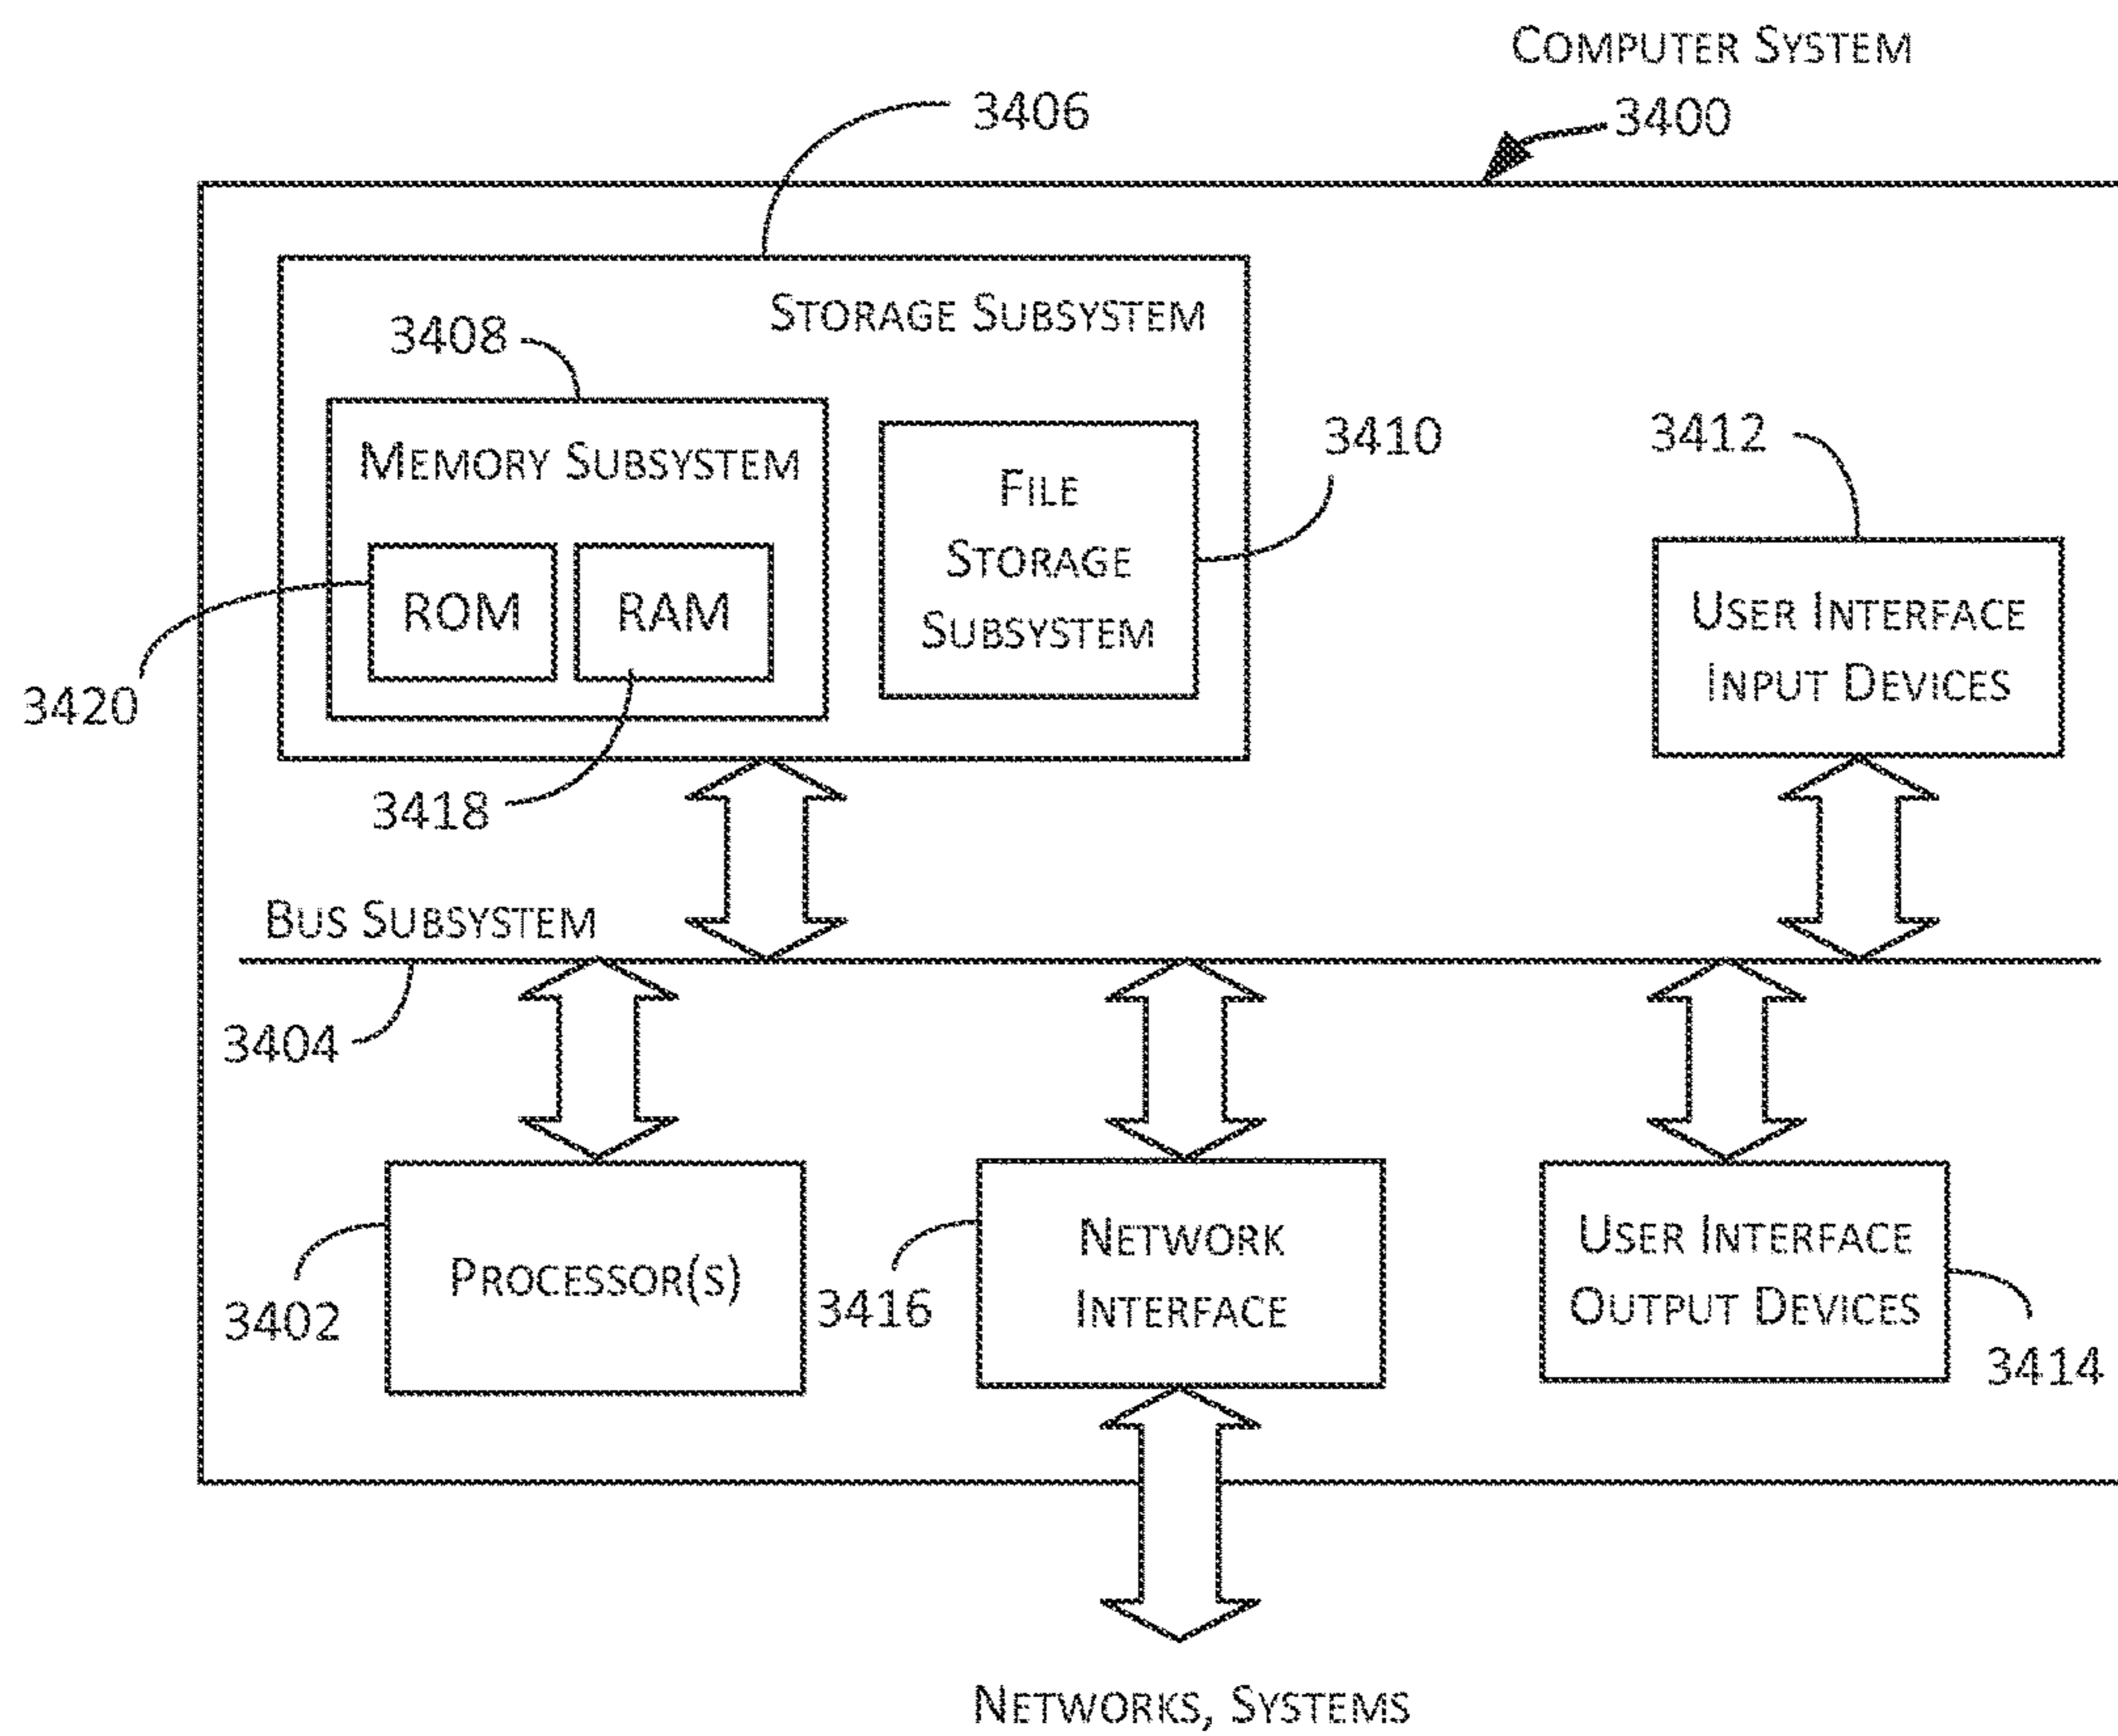 COMPUTER SYSTEM
3400
3406
STORAGE SUBSYSTEM
3408
MEMORY SUBSYSTEM
ROM
RAM
3420
3418
FILE
STORAGE
SUBSYSTEM
3410
3412
USER INTERFACE
INPUT DEVICES
BUS SUBSYSTEM
3404
PROCESSOR(S)
3402
NETWORK
INTERFACE
3416
USER INTERFACE
OUTPUT DEVICES
3414
NETWORKS, SYSTEMS